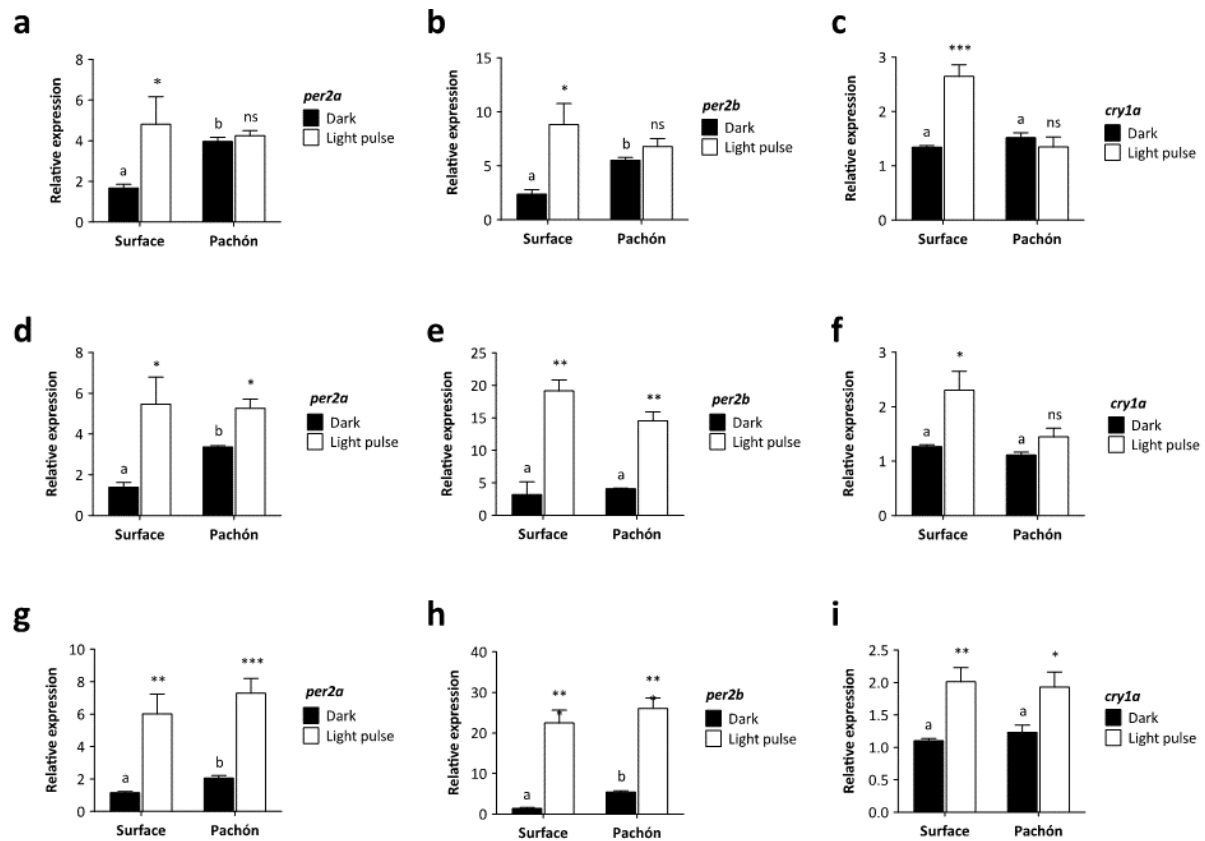 a
8
6
4
2
0
Relative expression
a
*
b
ns
Surface
Pachón
per2a
Dark
Light pulse
b
15
10
5
0
Relative expression
a
*
b
ns
Surface
Pachón
per2b
Dark
Light pulse
c
3
2
1
0
Relative expression
a
***
a
ns
Surface
Pachón
cry1a
Dark
Light pulse
d
8
6
4
2
0
Relative expression
a
*
b
*
Surface
Pachón
per2a
Dark
Light pulse
e
25
20
15
10
5
0
Relative expression
a
**
a
**
Surface
Pachón
per2b
Dark
Light pulse
f
3
2
1
0
Relative expression
a
*
a
ns
Surface
Pachón
cry1a
Dark
Light pulse
g
10
8
6
4
2
0
Relative expression
a
**
b
***
Surface
Pachón
per2a
Dark
Light pulse
h
40
30
20
10
0
Relative expression
a
**
*
b
**
*
Surface
Pachón
per2b
Dark
Light pulse
i
2.5
2.0
1.5
1.0
0.5
0.0
Relative expression
a
**
a
*
Surface
Pachón
cry1a
Dark
Light pulse